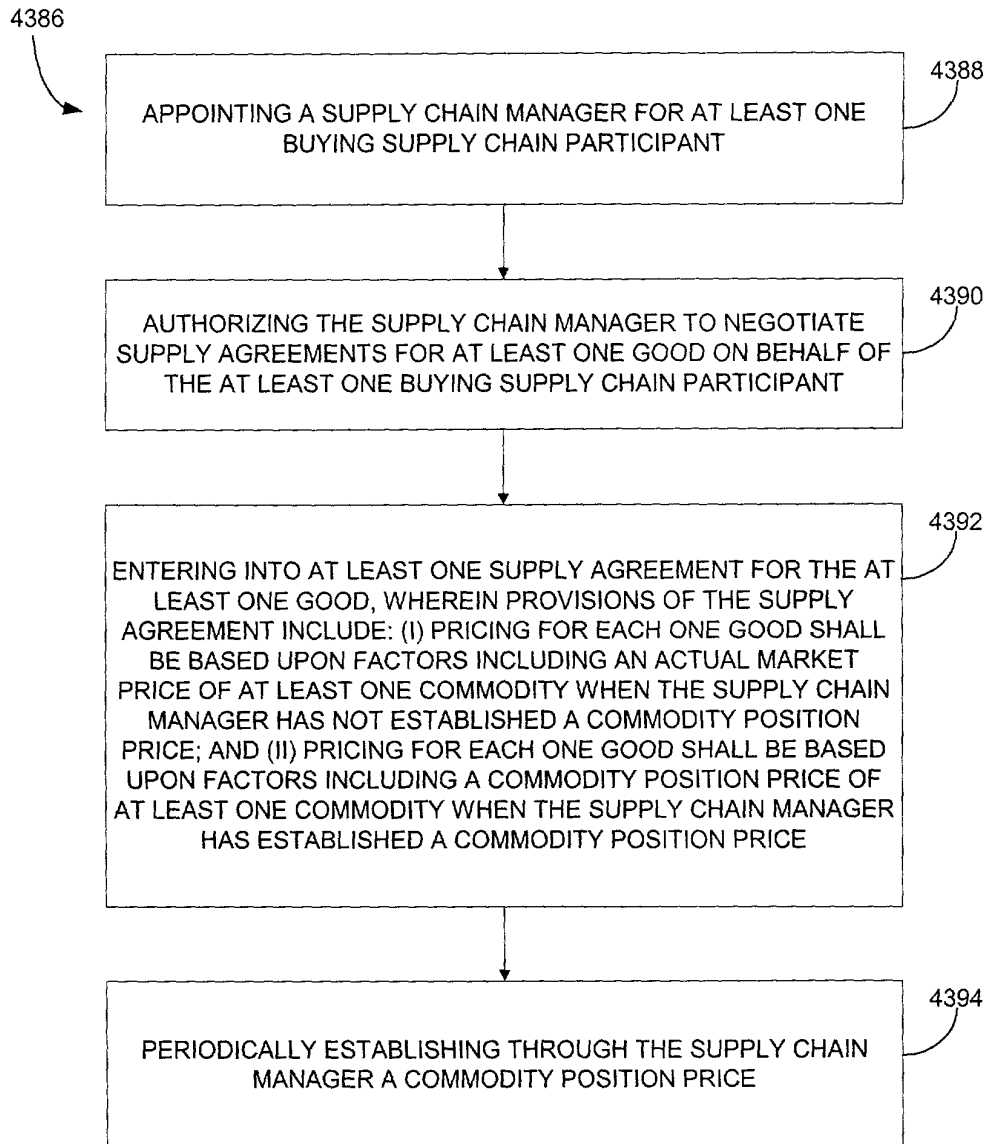 4386
4388
APPOINTING A SUPPLY CHAIN MANAGER FOR AT LEAST ONE
BUYING SUPPLY CHAIN PARTICIPANT
4390
AUTHORIZING THE SUPPLY CHAIN MANAGER TO NEGOTIATE
SUPPLY AGREEMENTS FOR AT LEAST ONE GOOD ON BEHALF OF
THE AT LEAST ONE BUYING SUPPLY CHAIN PARTICIPANT
4392
ENTERING INTO AT LEAST ONE SUPPLY AGREEMENT FOR THE AT
LEAST ONE GOOD, WHEREIN PROVISIONS OF THE SUPPLY
AGREEMENT INCLUDE: (I) PRICING FOR EACH ONE GOOD SHALL
BE BASED UPON FACTORS INCLUDING AN ACTUAL MARKET
PRICE OF AT LEAST ONE COMMODITY WHEN THE SUPPLY CHAIN
MANAGER HAS NOT ESTABLISHED A COMMODITY POSITION
PRICE; AND (II) PRICING FOR EACH ONE GOOD SHALL BE BASED
UPON FACTORS INCLUDING A COMMODITY POSITION PRICE OF
AT LEAST ONE COMMODITY WHEN THE SUPPLY CHAIN MANAGER
HAS ESTABLISHED A COMMODITY POSITION PRICE
4394
PERIODICALLY ESTABLISHING THROUGH THE SUPPLY CHAIN
MANAGER A COMMODITY POSITION PRICE